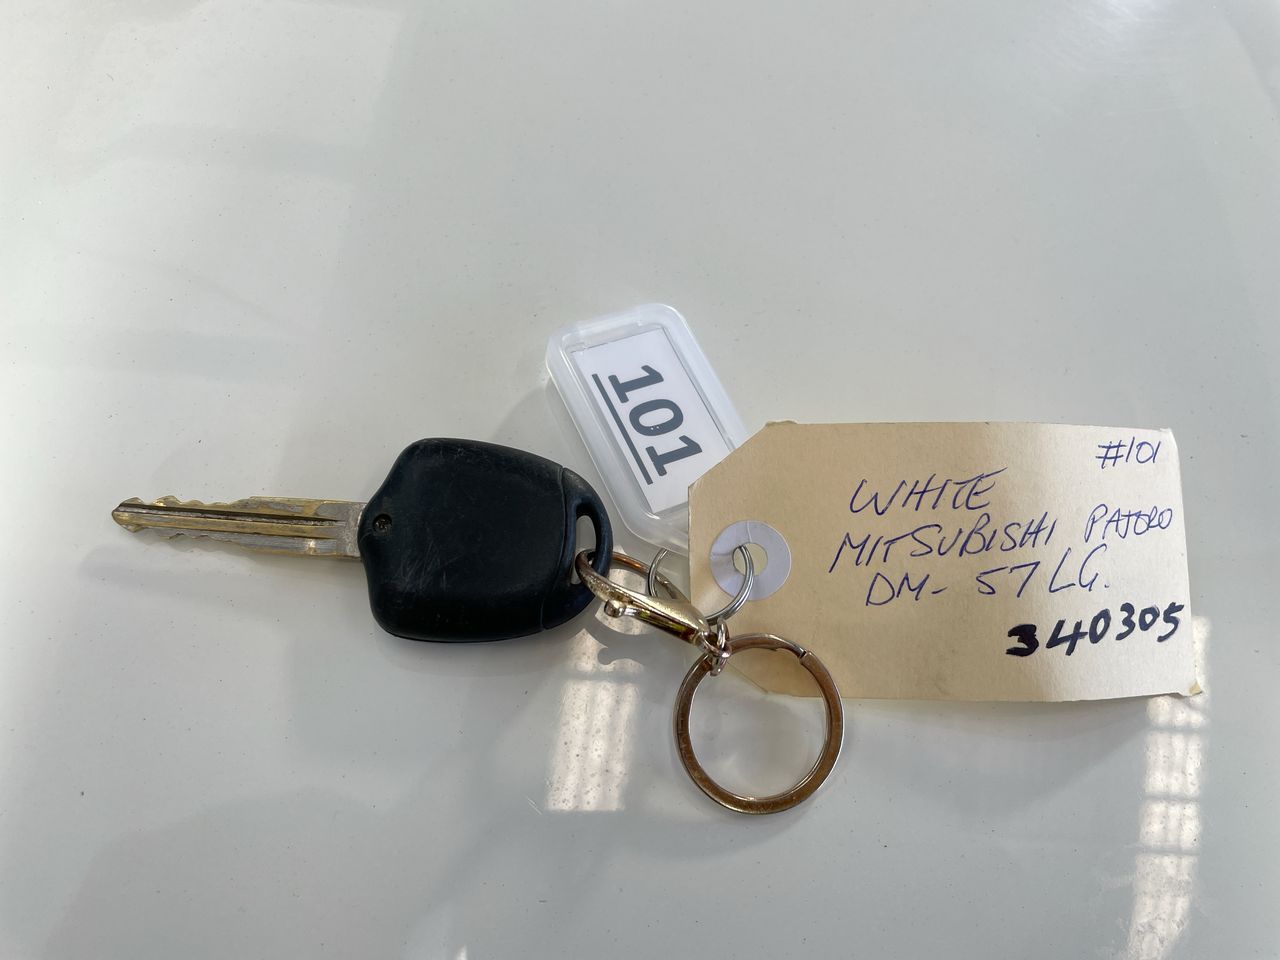 101
#101
WHITE
MITSUBISHI PAJERO
DM-57LG.
340305